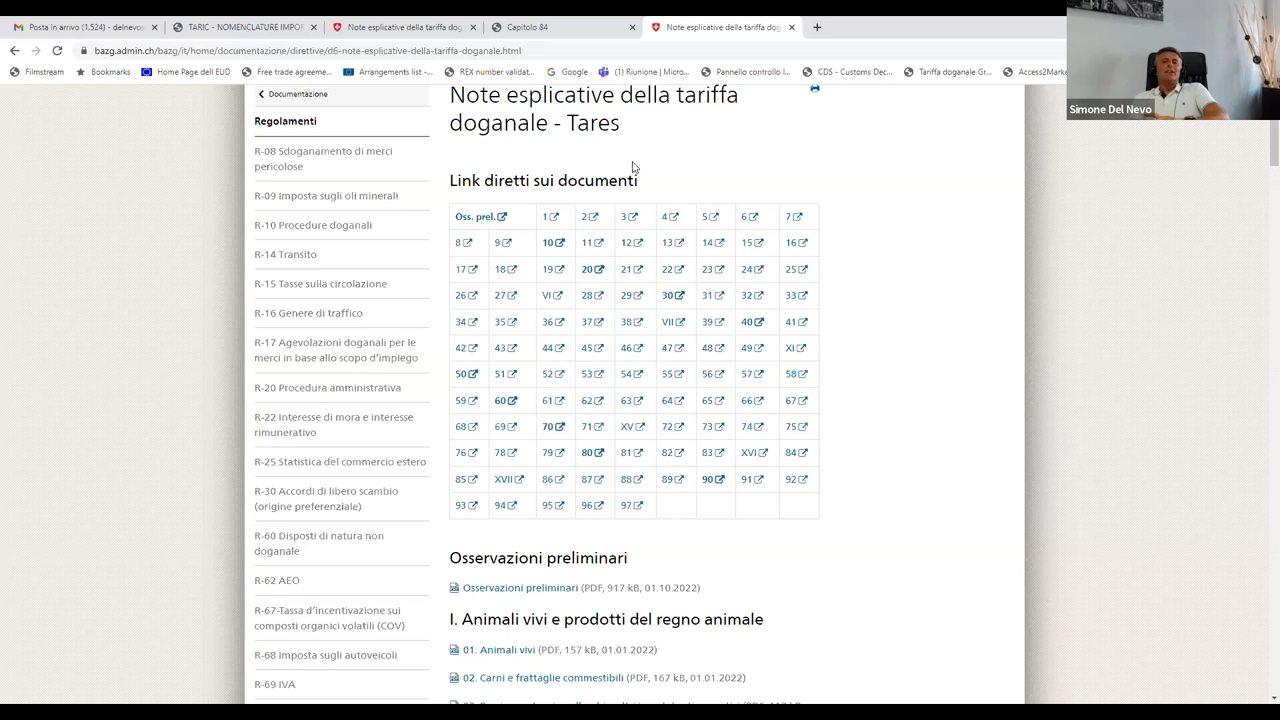 Posta in arrivo (1.524) - delnevos
TARIC - NOMENCLATURE IMPOR
Note esplicative della tariffa dog
Capitolo 84
Note esplicative della tariffa dog
bazg.admin.ch/bazg/it/home/documentazione/direttive/d6-note-esplicative-della-tariffa-doganale.html
Filmstream
Bookmarks
Home Page dell EUD
Free trade agreeme...
Arrangements list -...
REX number validat...
Google
(1) Riunione | Micro...
Pannello controllo I...
CDS - Customs Dec...
Tariffa doganale Gr...
Access2Marke
Simone Del Nevo
Documentazione
Regolamenti
R-08 Sdoganamento di merci
pericolose
R-09 Imposta sugli oli minerali
R-10 Procedure doganali
R-14 Transito
R-15 Tasse sulla circolazione
R-16 Genere di traffico
R-17 Agevolazioni doganali per le
merci in base allo scopo d'impiego
R-20 Procedura amministrativa
R-22 Interesse di mora e interesse
rimunerativo
R-25 Statistica del commercio estero
R-30 Accordi di libero scambio
(origine preferenziale)
R-60 Disposti di natura non
doganale
R-62 AEO
R-67-Tassa d'incentivazione sui
composti organici volatili (COV)
R-68 Imposta sugli autoveicoli
R-69 IVA
Note esplicative della tariffa
doganale - Tares
Link diretti sui documenti
Oss. prel. 1 2 3 4 5 6 7
8 9 10 11 12 13 14 15 16
17 18 19 20 21 22 23 24 25
26 27 VI 28 29 30 31 32 33
34 35 36 37 38 VII 39 40 41
42 43 44 45 46 47 48 49 XI
50 51 52 53 54 55 56 57 58
59 60 61 62 63 64 65 66 67
68 69 70 71 XV 72 73 74 75
76 78 79 80 81 82 83 XVI 84
85 XVII 86 87 88 89 90 91 92
93 94 95 96 97
Osservazioni preliminari
Osservazioni preliminari (PDF, 917 kB, 01.10.2022)
I. Animali vivi e prodotti del regno animale
01. Animali vivi (PDF, 157 kB, 01.01.2022)
02. Carni e frattaglie commestibili (PDF, 167 kB, 01.01.2022)